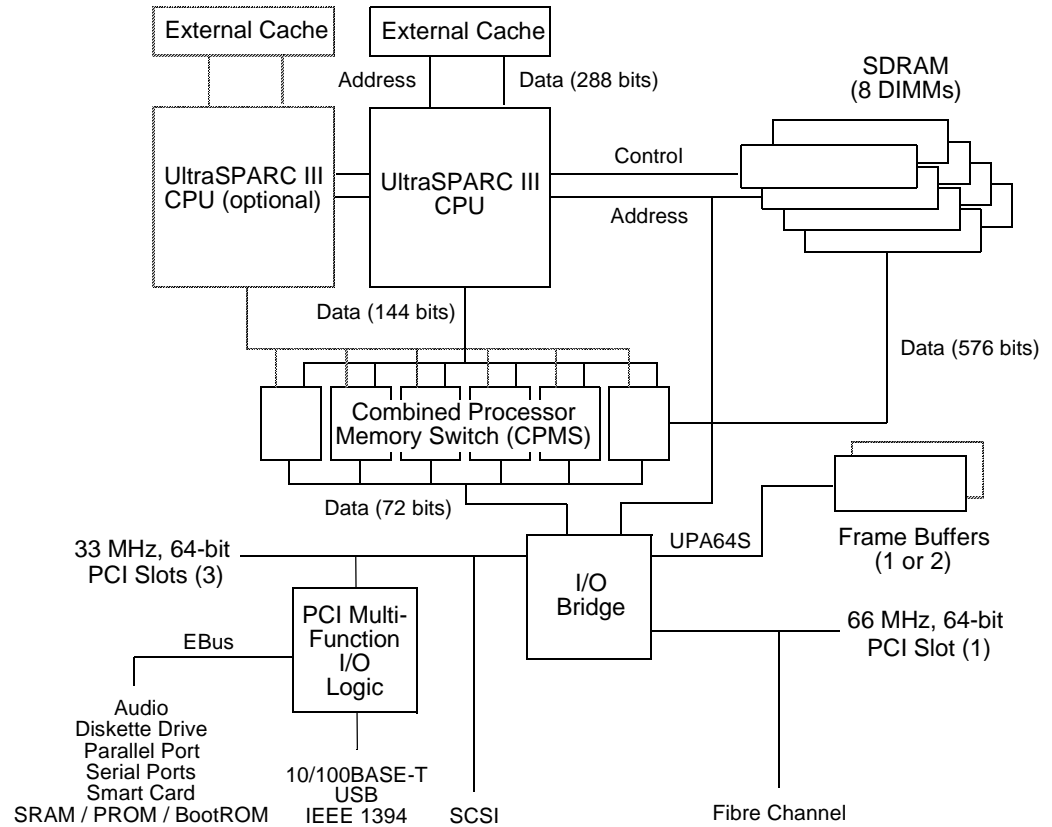 External Cache
External Cache
Address
Data (288 bits)
SDRAM
(8 DIMMs)
UltraSPARC III
CPU (optional)
UltraSPARC III
CPU
Control
Address
Data (144 bits)
Data (576 bits)
Combined Processor
Memory Switch (CPMS)
Data (72 bits)
33 MHz, 64-bit
PCI Slots (3)
UPA64S
Frame Buffers
(1 or 2)
I/O
Bridge
PCI Multi-
Function
I/O
Logic
66 MHz, 64-bit
PCI Slot (1)
EBus
Audio
Diskette Drive
Parallel Port
Serial Ports
Smart Card
SRAM / PROM / BootROM
10/100BASE-T
USB
IEEE 1394
SCSI
Fibre Channel